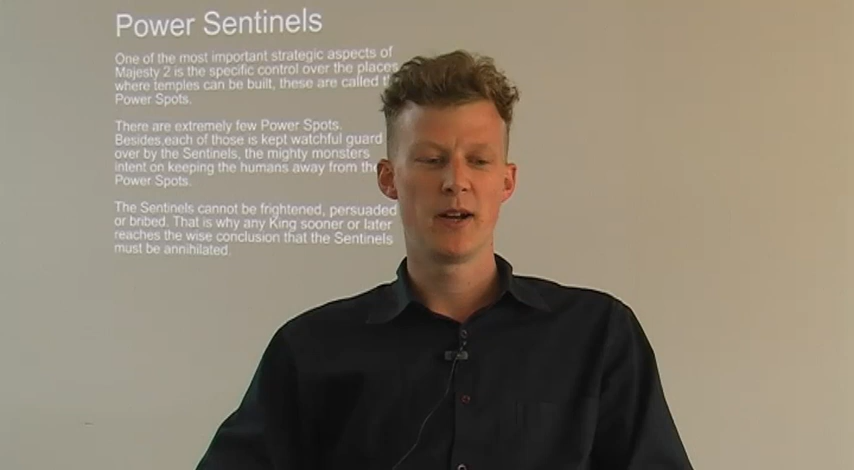 Power Sentinels
One of the most important strategic aspects of
Majesty 2 is the specific control over the places
where temples can be built, these are called
Power Spots.
There are extremely few Power Spots.
Besides,each of those is kept watchful guard
over by the Sentinels, the mighty monsters
intent on keeping the humans away from the
Power Spots.
The Sentinels cannot be frightened, persuaded
or bribed. That is why any King sooner or later
reaches the wise conclusion that the Sentinels
must be annihilated.